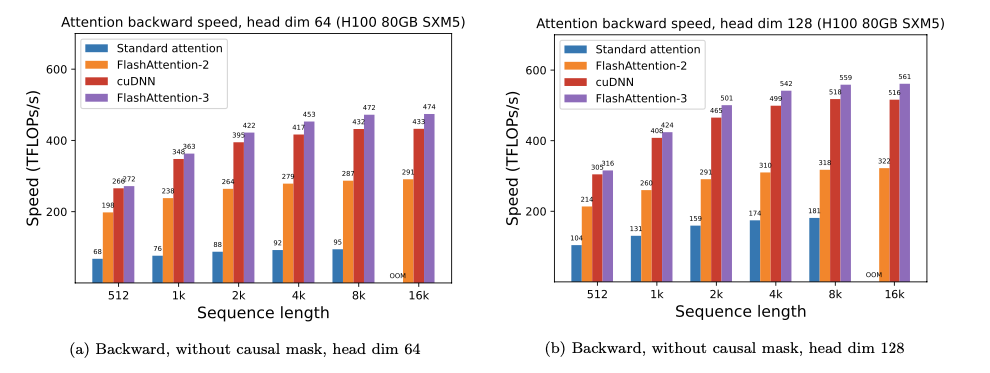 Attention backward speed, head dim 64 (H100 80GB SXM5)
Speed (TFLOPs/s)
600
400
200
Standard attention
FlashAttention-2
cuDNN
FlashAttention-3
68
198
266
272
76
238
348
363
88
264
395
422
92
279
417
453
95
287
432
472
OOM
291
433
474
512
1k
2k
4k
8k
16k
Sequence length
(a) Backward, without causal mask, head dim 64
Attention backward speed, head dim 128 (H100 80GB SXM5)
Speed (TFLOPs/s)
600
400
200
Standard attention
FlashAttention-2
cuDNN
FlashAttention-3
104
214
305
316
131
260
408
424
159
291
465
501
174
310
499
542
181
318
518
559
OOM
322
516
561
512
1k
2k
4k
8k
16k
Sequence length
(b) Backward, without causal mask, head dim 128